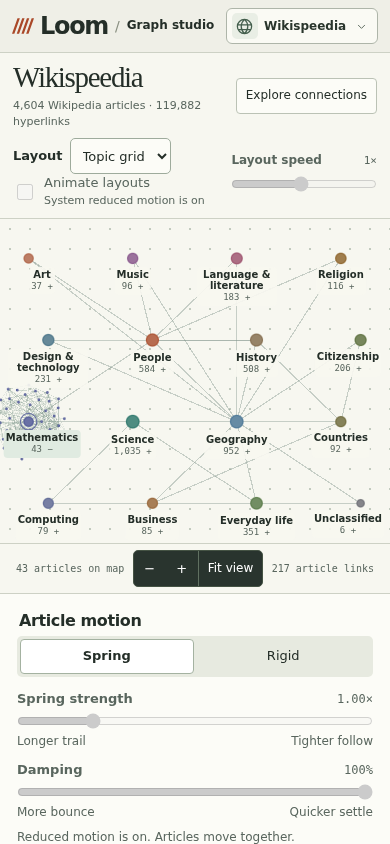 Loom / Graph studio
Wikispeedia
Wikispeedia
4,604 Wikipedia articles · 119,882
hyperlinks
Explore connections
Layout
Topic grid
Layout speed
1×
Animate layouts
System reduced motion is on
Art
37 +
Music
96 +
Language &
literature
183 +
Religion
116 +
Design &
technology
231 +
People
584 +
History
508 +
Citizenship
206 +
Mathematics
43 −
Science
1,035 +
Geography
952 +
Countries
92 +
Computing
79 +
Business
85 +
Everyday life
351 +
Unclassified
6 +
43 articles on map
− + Fit view
217 article links
Article motion
Spring
Rigid
Spring strength
1.00×
Longer trail
Tighter follow
Damping
100%
More bounce
Quicker settle
Reduced motion is on. Articles move together.